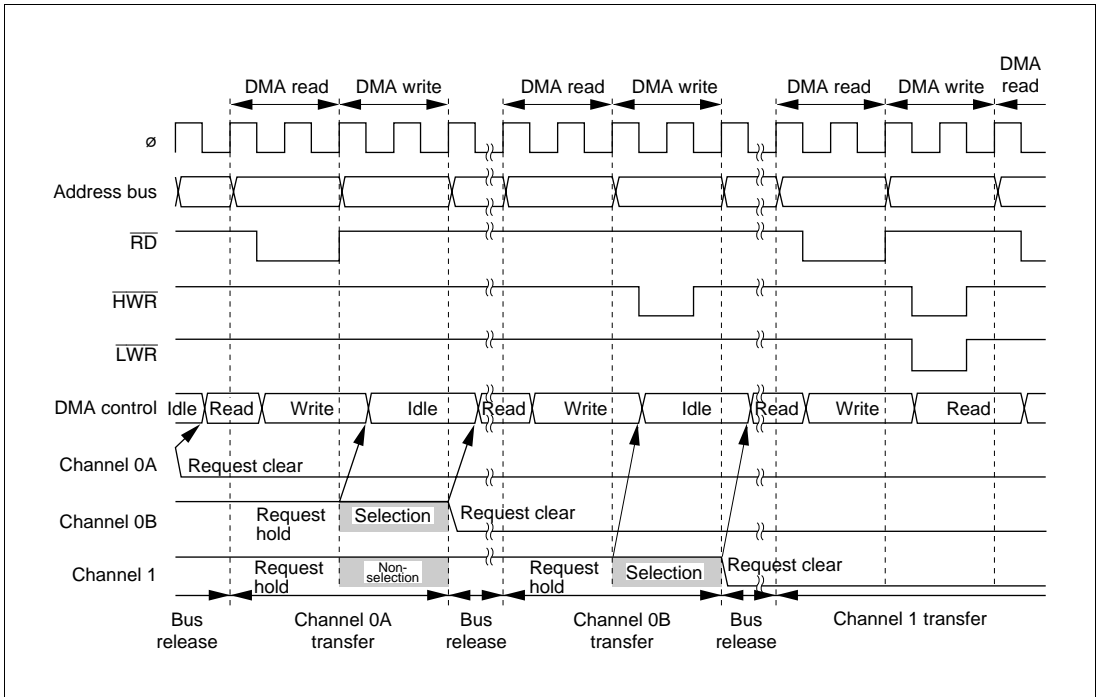 DMA
DMA read DMA write DMA read DMA write DMA read DMA write read
ø
Address bus
RD
HWR
LWR
DMA control Idle Read Write Idle Read Write Idle Read Write Read
Channel 0A Request clear
Channel 0B Request hold Selection Request clear
Channel 1 Request hold Non-selection Request hold Selection Request clear
Bus release Channel 0A transfer Bus release Channel 0B transfer Bus release Channel 1 transfer